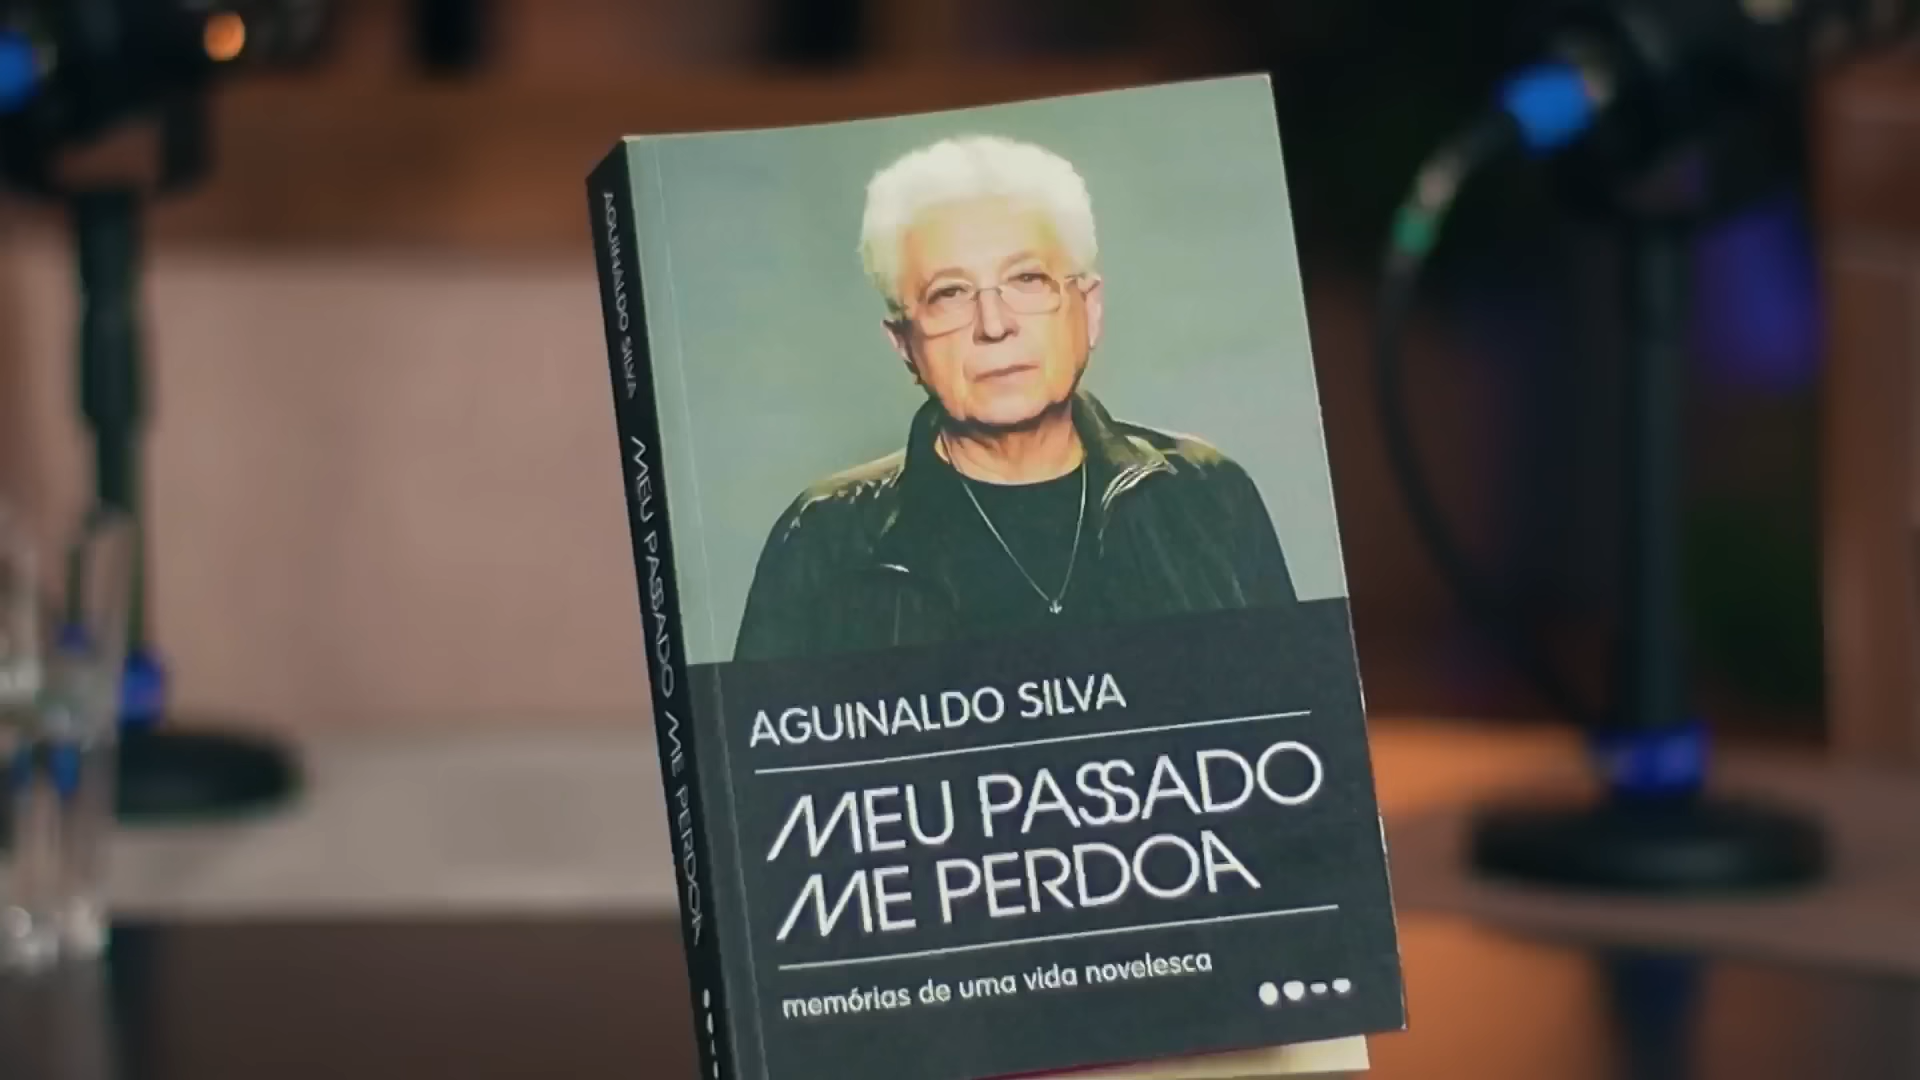 AGUINALDO SILVA MEU PASSADO ME PERDOA
AGUINALDO SILVA
MEU PASSADO
ME PERDOA
memórias de uma vida novelesca